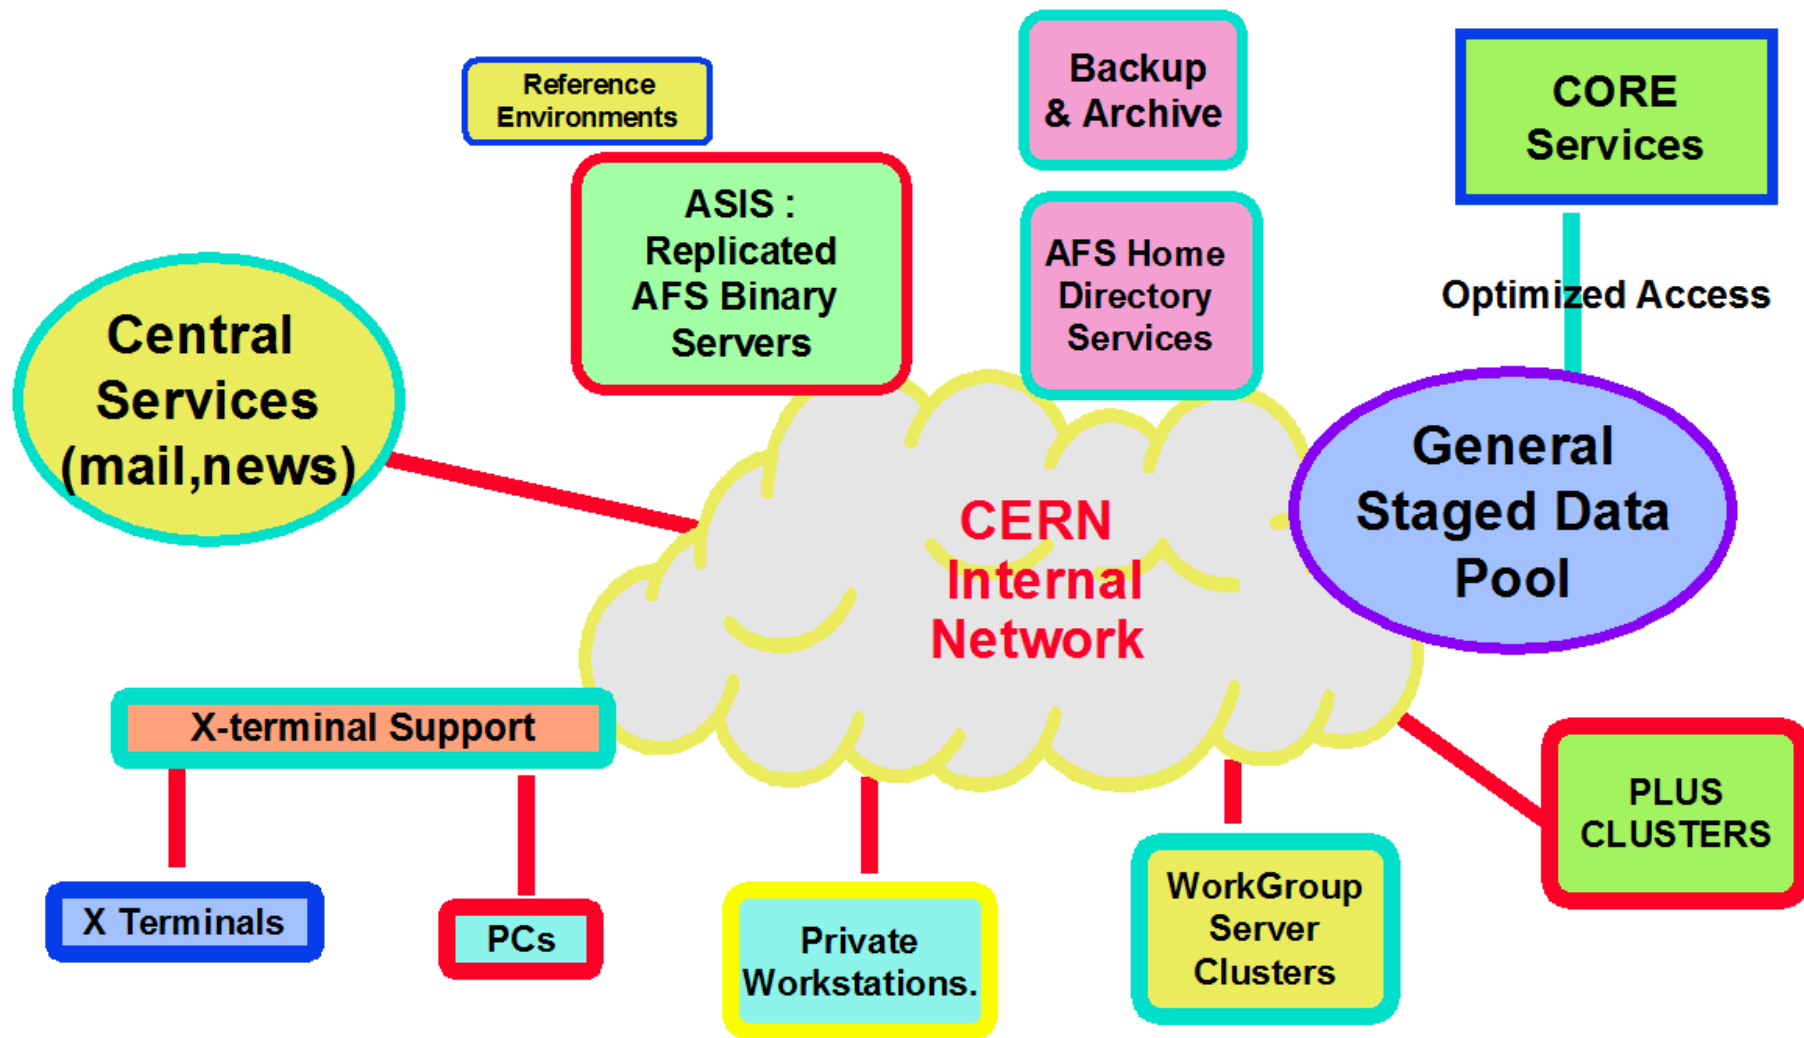 Reference
Environments
Backup
& Archive
CORE
Services
ASIS :
Replicated
AFS Binary
Servers
AFS Home
Directory
Services
Optimized Access
Central
Services
(mail,news)
General
Staged Data
Pool
CERN
Internal
Network
X-terminal Support
PLUS
CLUSTERS
X Terminals
PCs
Private
Workstations.
WorkGroup
Server
Clusters